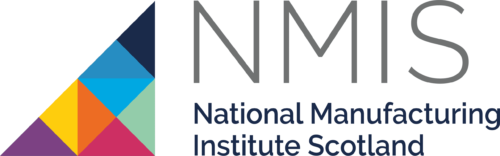 NMIS
National Manufacturing
Institute Scotland